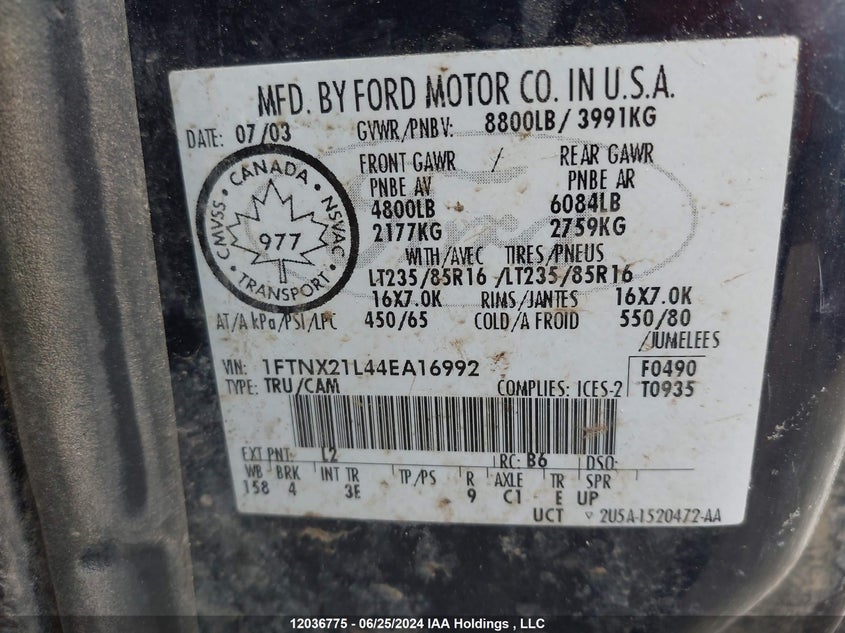 MFD. BY FORD MOTOR CO. IN U.S.A.
DATE: 07/03 GVWR/PNBV: 8800LB/3991KG
CMVSS · CANADA · NSVAC · TRANSPORT ·
977
FRONT GAWR / REAR GAWR
PNBE AV PNBE AR
4800LB 6084LB
2177KG 2759KG
WITH/AVEC TIRES/PNEUS
LT235/85R16 /LT235/85R16
16X7.0K RIMS/JANTES 16X7.0K
AT/A kPa/PSI/LPC 450/65 COLD/A FROID 550/80
/JUMELEES
VIN: 1FTNX21L44EA16992 F0490
TYPE: TRU/CAM COMPLIES: ICES-2 T0935
EXT PNT: L2 RC: B6 DSO:
WB BRK INT TR TP/PS R AXLE TR SPR
158 4 3E 9 C1 E UP
UCT ▽ 2U5A-1520472-AA
12036775 - 06/25/2024 IAA Holdings , LLC